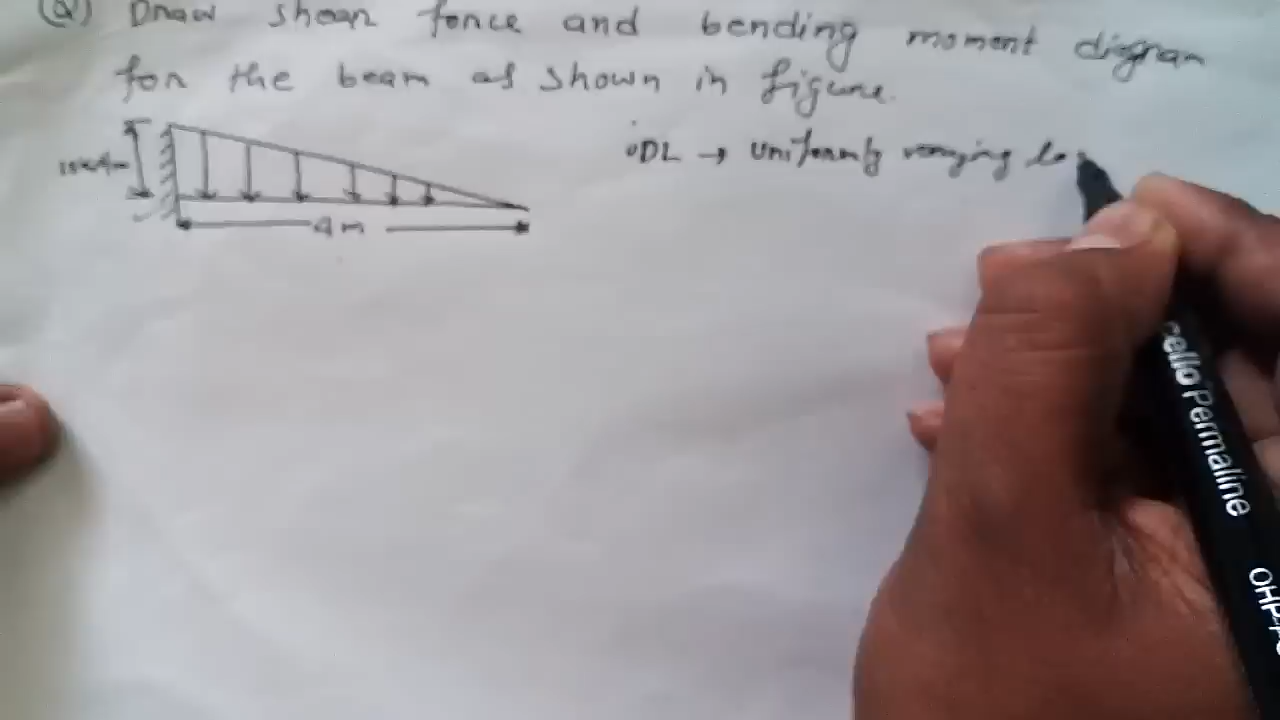 (Q) Draw shear force and bending moment diagram
for the beam as shown in figure.
UDL → Uniformly varying
4 m
cello Permaline